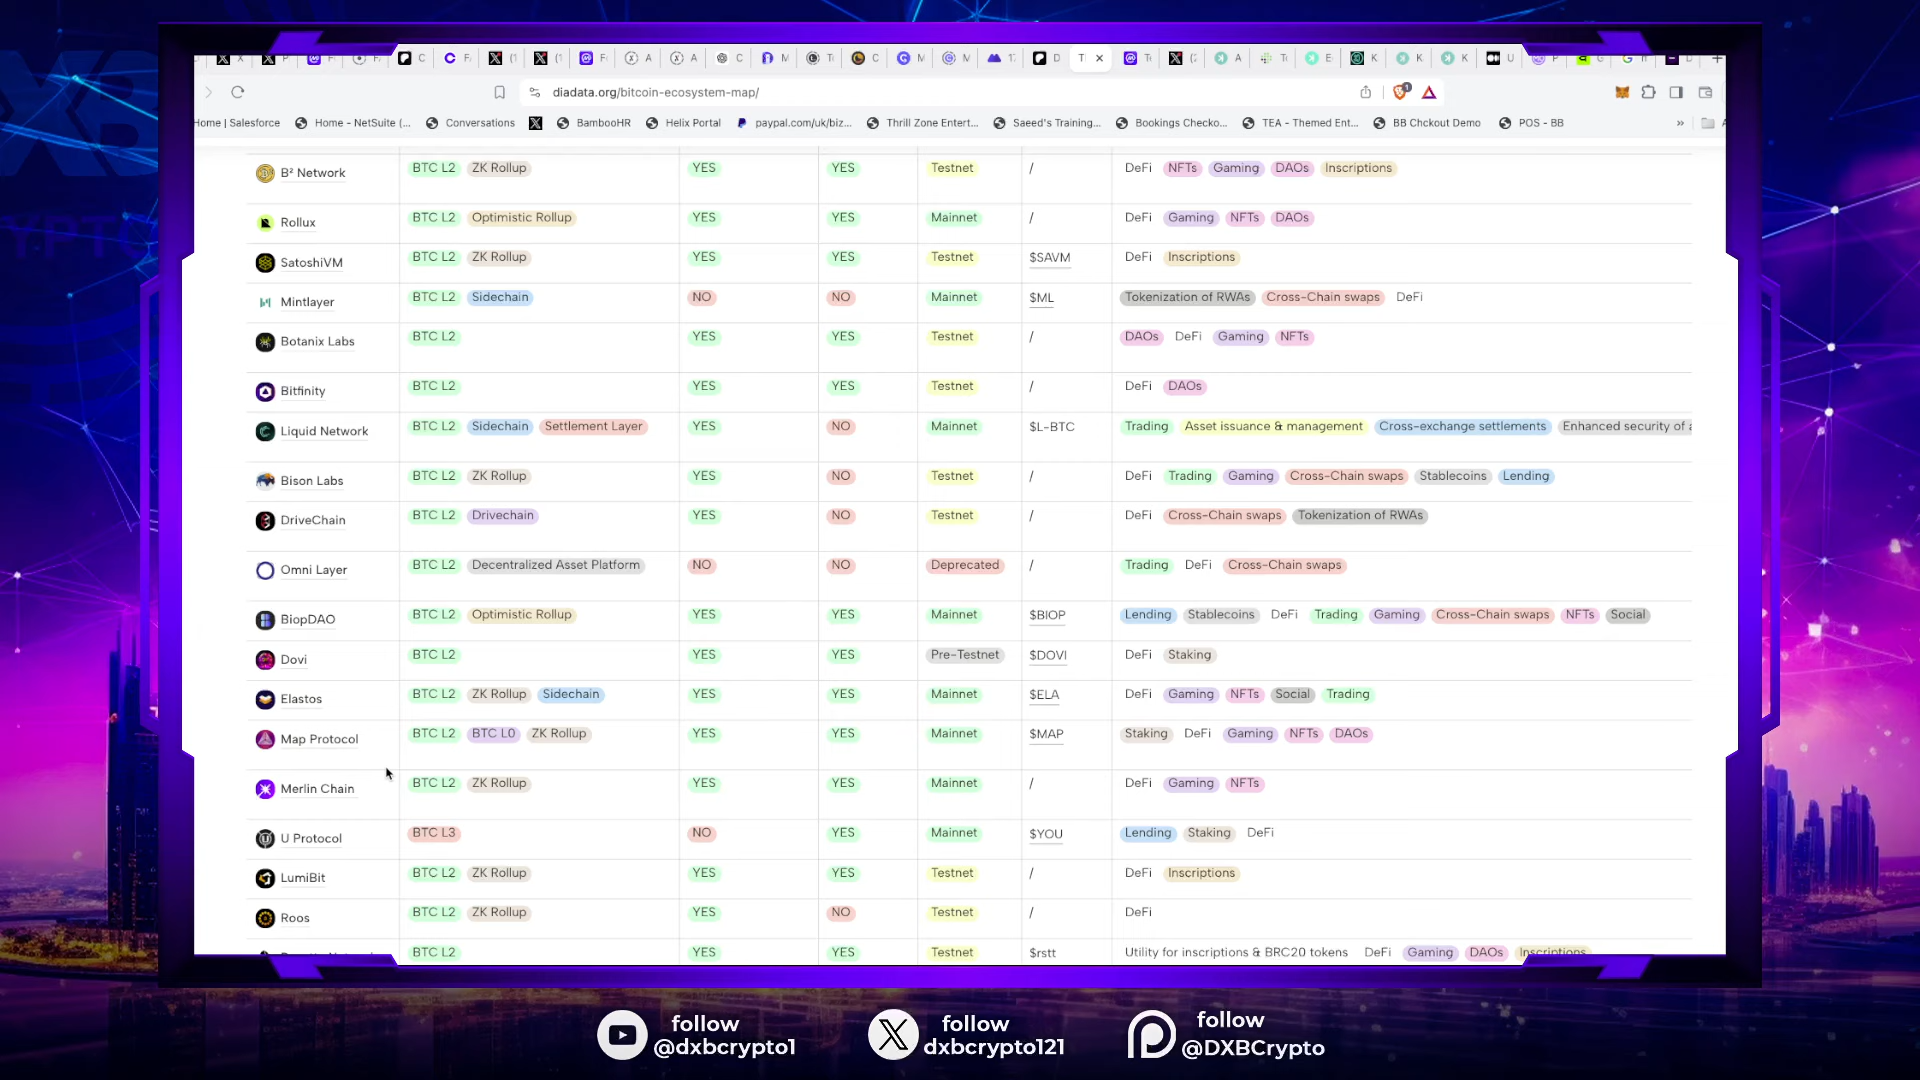 diadata.org/bitcoin-ecosystem-map/
Home | Salesforce Home - NetSuite (... Conversations BambooHR Helix Portal paypal.com/uk/biz... Thrill Zone Entert... Saeed's Training... Bookings Checko... TEA - Themed Ent... BB Chckout Demo POS - BB »
B² Network BTC L2 ZK Rollup YES YES Testnet / DeFi NFTs Gaming DAOs Inscriptions
Rollux BTC L2 Optimistic Rollup YES YES Mainnet / DeFi Gaming NFTs DAOs
SatoshiVM BTC L2 ZK Rollup YES YES Testnet $SAVM DeFi Inscriptions
Mintlayer BTC L2 Sidechain NO NO Mainnet $ML Tokenization of RWAs Cross-Chain swaps DeFi
Botanix Labs BTC L2 YES YES Testnet / DAOs DeFi Gaming NFTs
Bitfinity BTC L2 YES YES Testnet / DeFi DAOs
Liquid Network BTC L2 Sidechain Settlement Layer YES NO Mainnet $L-BTC Trading Asset issuance & management Cross-exchange settlements Enhanced security of a
Bison Labs BTC L2 ZK Rollup YES NO Testnet / DeFi Trading Gaming Cross-Chain swaps Stablecoins Lending
DriveChain BTC L2 Drivechain YES NO Testnet / DeFi Cross-Chain swaps Tokenization of RWAs
Omni Layer BTC L2 Decentralized Asset Platform NO NO Deprecated / Trading DeFi Cross-Chain swaps
BiopDAO BTC L2 Optimistic Rollup YES YES Mainnet $BIOP Lending Stablecoins DeFi Trading Gaming Cross-Chain swaps NFTs Social
Dovi BTC L2 YES YES Pre-Testnet $DOVI DeFi Staking
Elastos BTC L2 ZK Rollup Sidechain YES YES Mainnet $ELA DeFi Gaming NFTs Social Trading
Map Protocol BTC L2 BTC L0 ZK Rollup YES YES Mainnet $MAP Staking DeFi Gaming NFTs DAOs
Merlin Chain BTC L2 ZK Rollup YES YES Mainnet / DeFi Gaming NFTs
U Protocol BTC L3 NO YES Mainnet $YOU Lending Staking DeFi
LumiBit BTC L2 ZK Rollup YES YES Testnet / DeFi Inscriptions
Roos BTC L2 ZK Rollup YES NO Testnet / DeFi
BTC L2 YES YES Testnet $rstt Utility for inscriptions & BRC20 tokens DeFi Gaming DAOs Inscriptions
follow follow follow
@dxbcrypto1 dxbcrypto121 @DXBCrypto